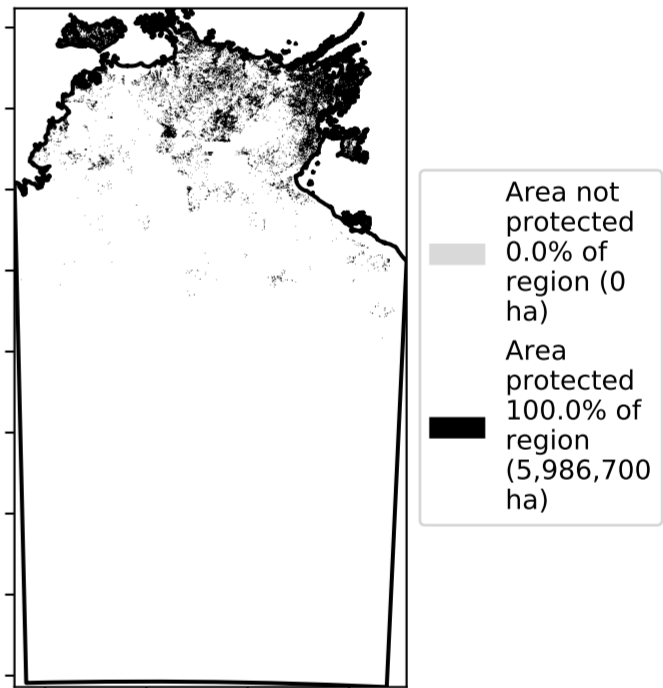 Area not
protected
0.0% of
region (0
ha)
Area
protected
100.0% of
region
(5,986,700
ha)